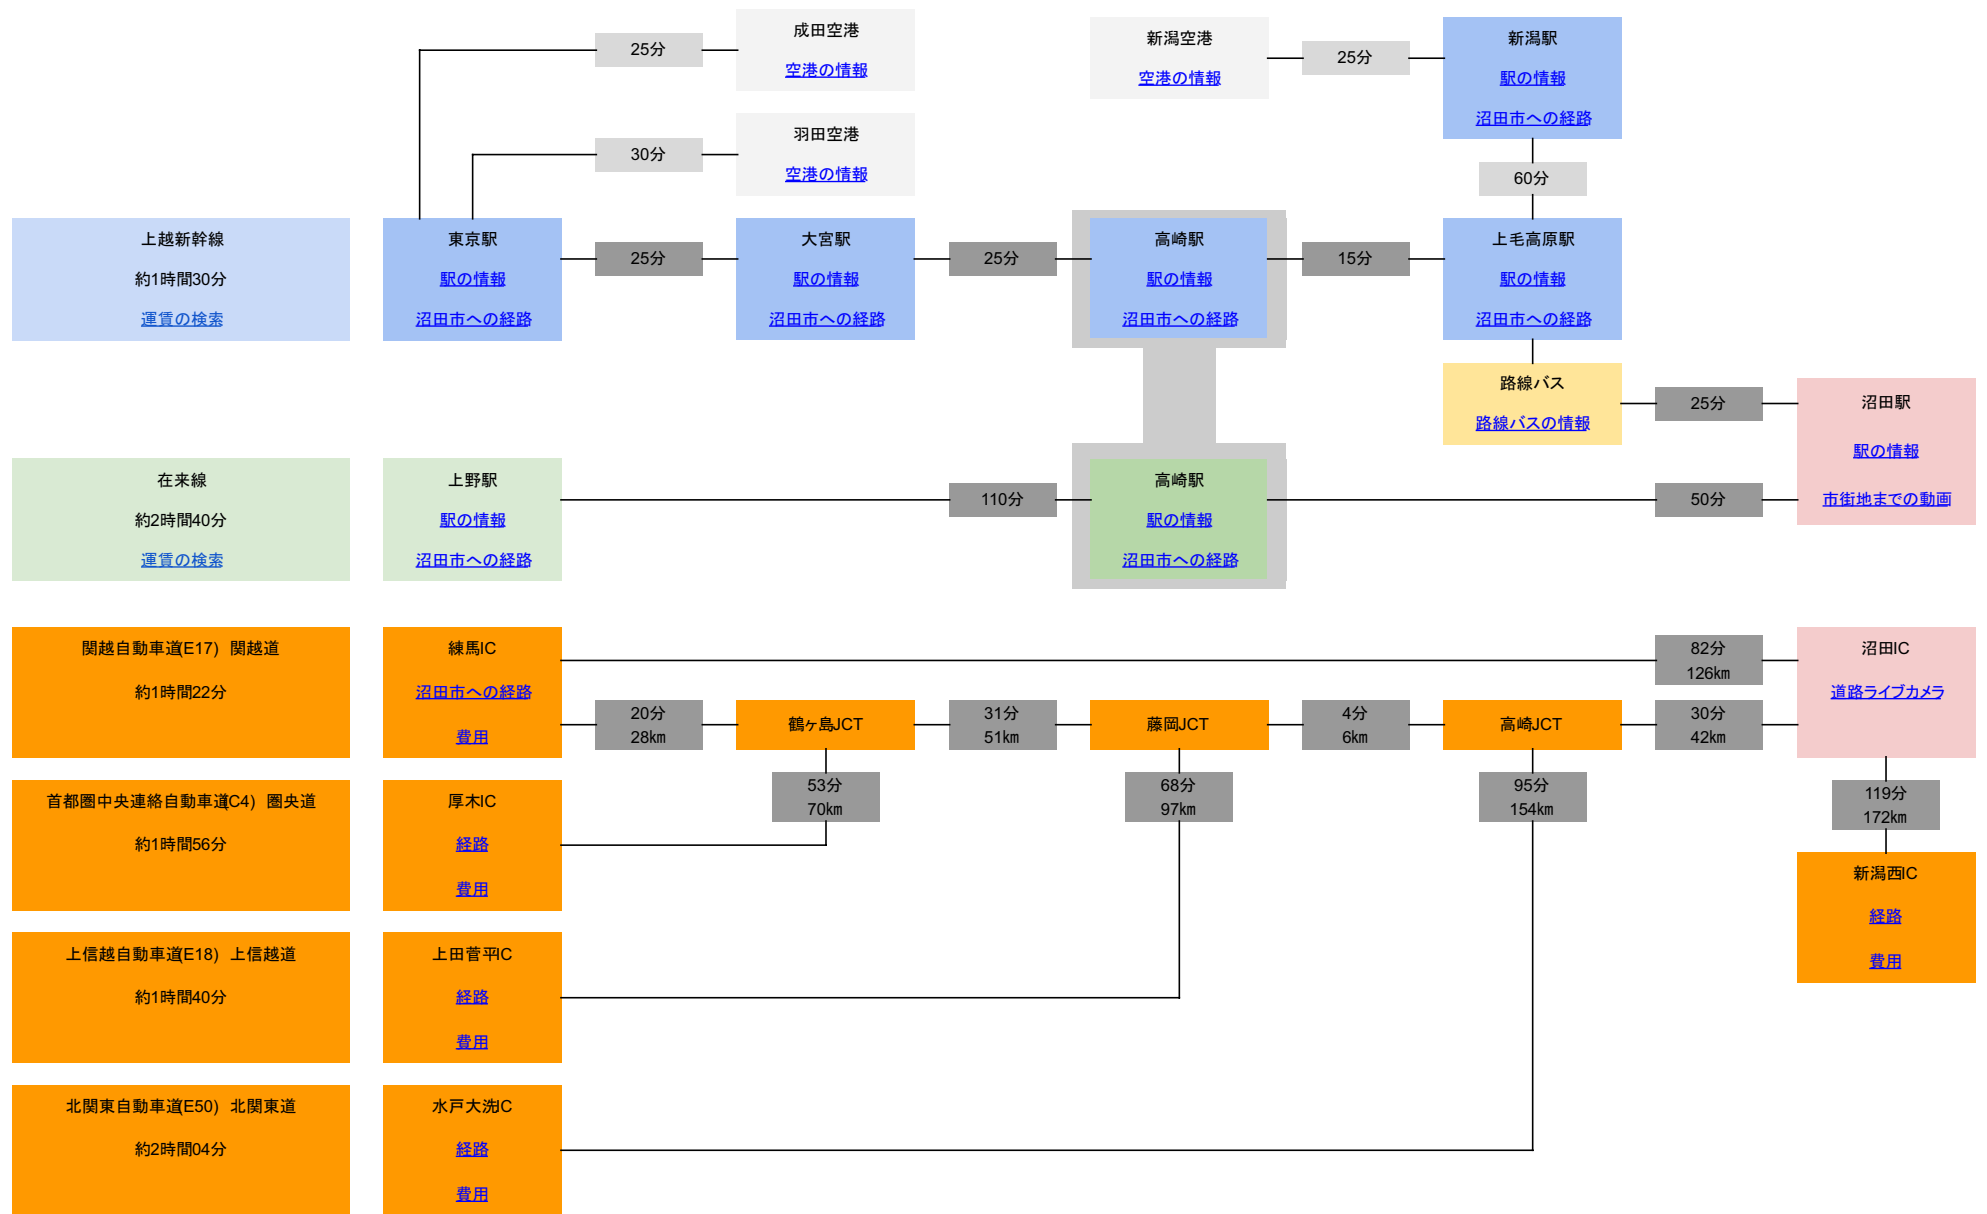 成田空港
空港の情報
25分
新潟空港
空港の情報
25分
新潟駅
駅の情報
沼田市への経路
羽田空港
空港の情報
30分
60分
上越新幹線
約1時間30分
運賃の検索
東京駅
駅の情報
沼田市への経路
25分
大宮駅
駅の情報
沼田市への経路
25分
高崎駅
駅の情報
沼田市への経路
15分
上毛高原駅
駅の情報
沼田市への経路
路線バス
路線バスの情報
25分
沼田駅
駅の情報
市街地までの動画
在来線
約2時間40分
運賃の検索
上野駅
駅の情報
沼田市への経路
110分
高崎駅
駅の情報
沼田市への経路
50分
関越自動車道(E17) 関越道
約1時間22分
練馬IC
沼田市への経路
費用
82分
126km
沼田IC
道路ライブカメラ
20分
28km
鶴ヶ島JCT
31分
51km
藤岡JCT
4分
6km
高崎JCT
30分
42km
首都圏中央連絡自動車道(C4) 圏央道
約1時間56分
厚木IC
経路
費用
53分
70km
68分
97km
95分
154km
119分
172km
新潟西IC
経路
費用
上信越自動車道(E18) 上信越道
約1時間40分
上田菅平IC
経路
費用
北関東自動車道(E50) 北関東道
約2時間04分
水戸大洗IC
経路
費用